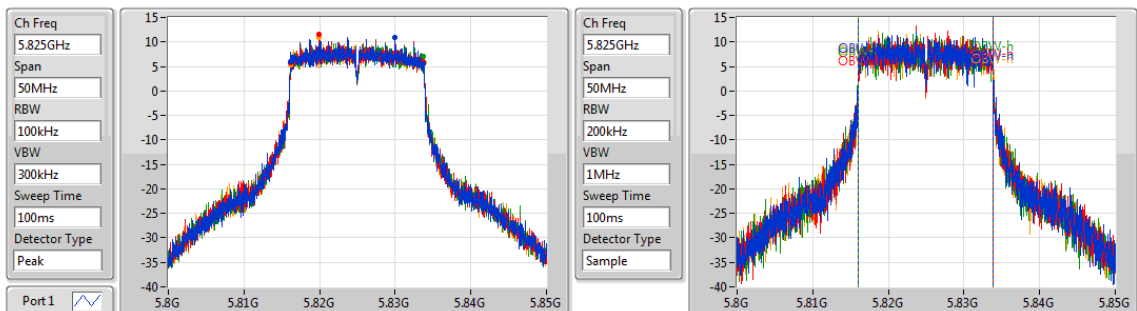 Ch Freq
5.825GHz
Span
50MHz
RBW
100kHz
VBW
300kHz
Sweep Time
100ms
Detector Type
Peak
Port 1
15
10
5
0
-5
-10
-15
-20
-25
-30
-35
-40
5.8G 5.81G 5.82G 5.83G 5.84G 5.85G
Ch Freq
5.825GHz
Span
50MHz
RBW
200kHz
VBW
1MHz
Sweep Time
100ms
Detector Type
Sample
15
10
5
0
-5
-10
-15
-20
-25
-30
-35
-40
5.8G 5.81G 5.82G 5.83G 5.84G 5.85G